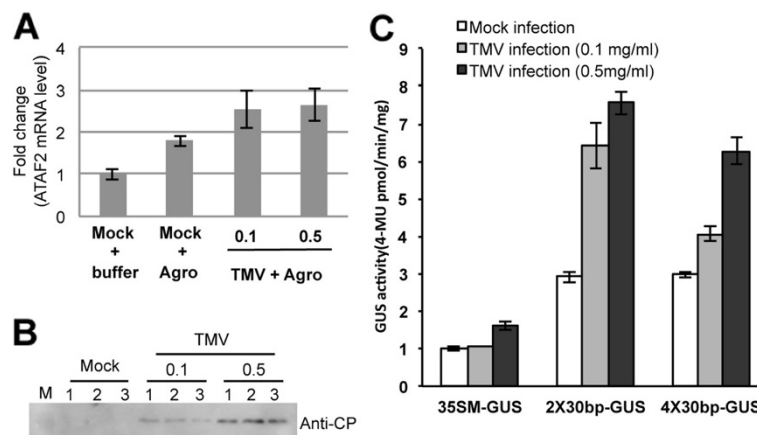 A
Fold change
(ATAF2 mRNA level)
4
3
2
1
0
Mock
+
buffer
Mock
+
Agro
0.1
0.5
TMV + Agro
B
TMV
Mock
0.1
0.5
M 1 2 3 1 2 3 1 2 3
Anti-CP
C
Mock infection
TMV infection (0.1 mg/ml)
TMV infection (0.5mg/ml)
GUS activity(4-MU pmol/min/mg)
9
8
7
6
5
4
3
2
1
0
35SM-GUS
2X30bp-GUS
4X30bp-GUS